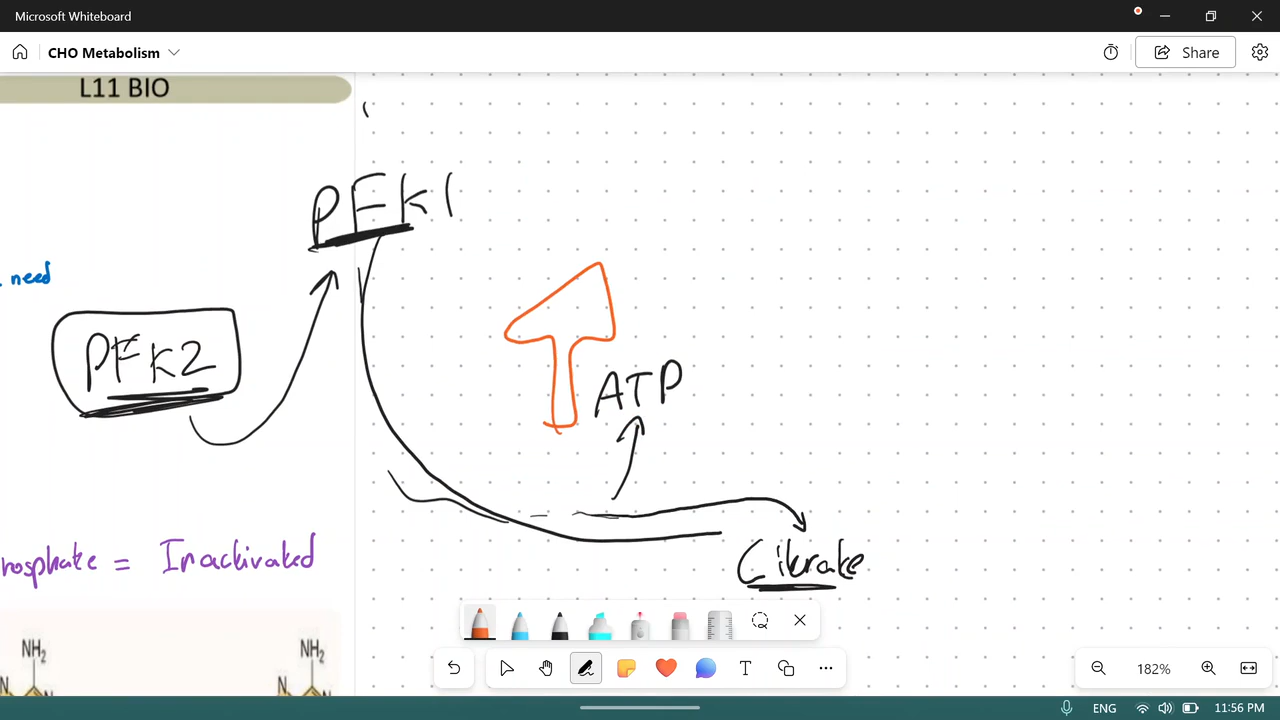 Microsoft Whiteboard
CHO Metabolism
Share
L11 BIO
PFK1
need
PFK2
ATP
hosphate = Inactivated
Citrate
NH2
NH2
N
N
N
N
T
182%
ENG
11:56 PM